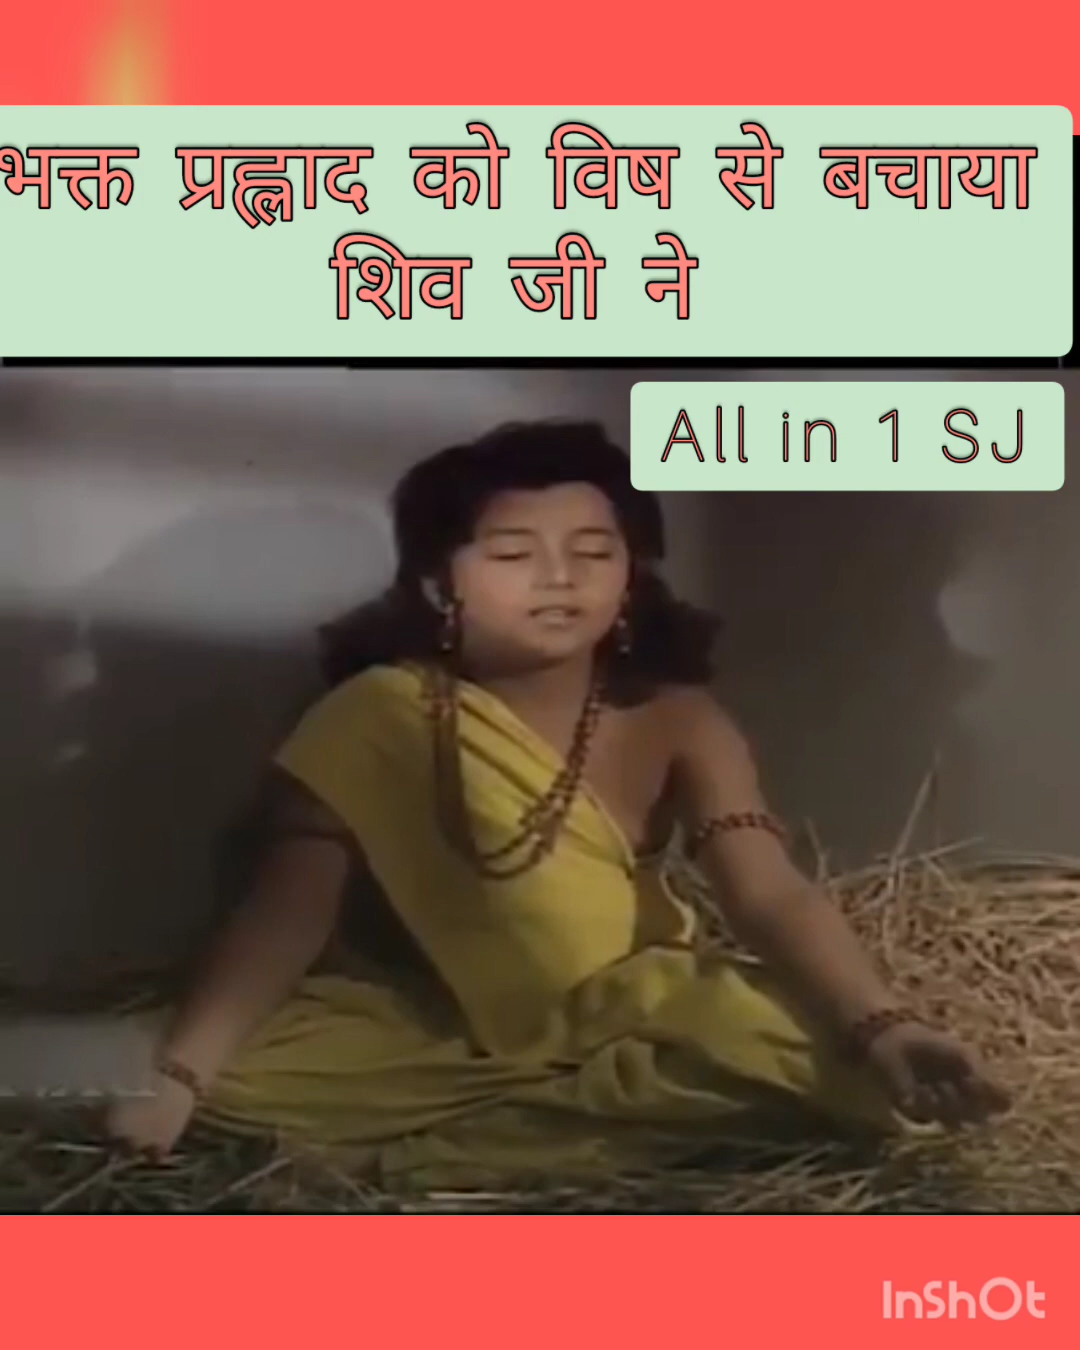 भक्त प्रह्लाद को विष से बचाया
शिव जी ने
All in 1 SJ
InShOt